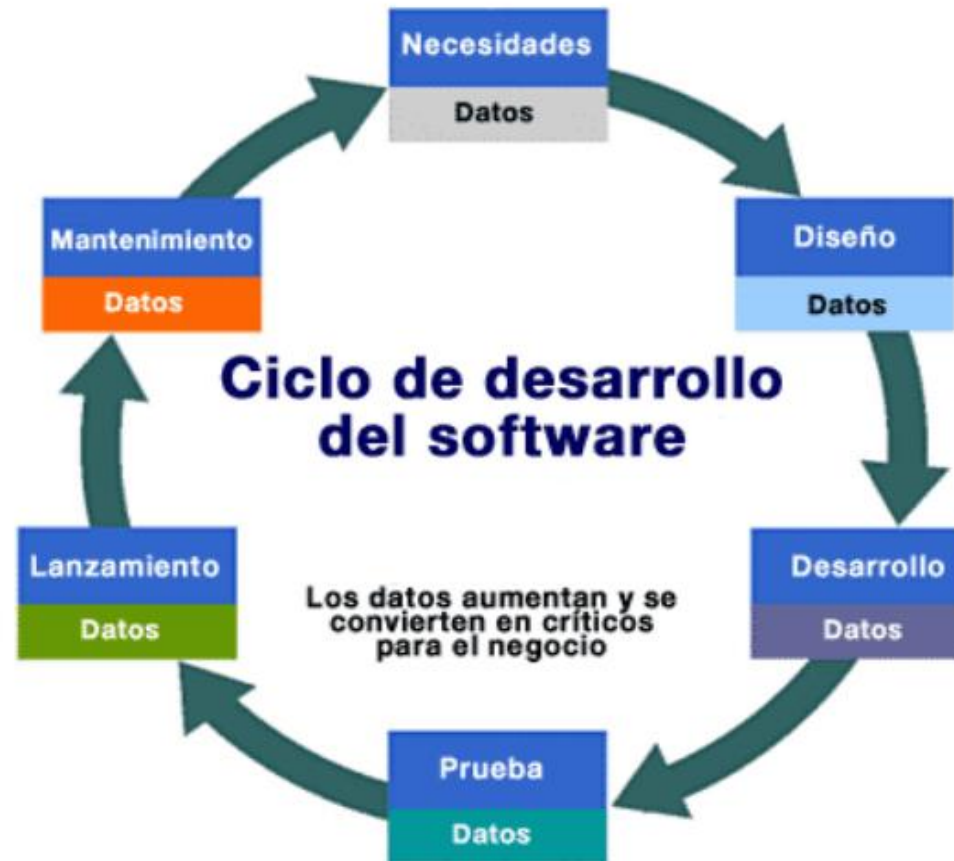 Necesidades
Datos
Diseño
Datos
Desarrollo
Datos
Prueba
Datos
Lanzamiento
Datos
Mantenimiento
Datos
Ciclo de desarrollo
del software
Los datos aumentan y se
convierten en críticos
para el negocio